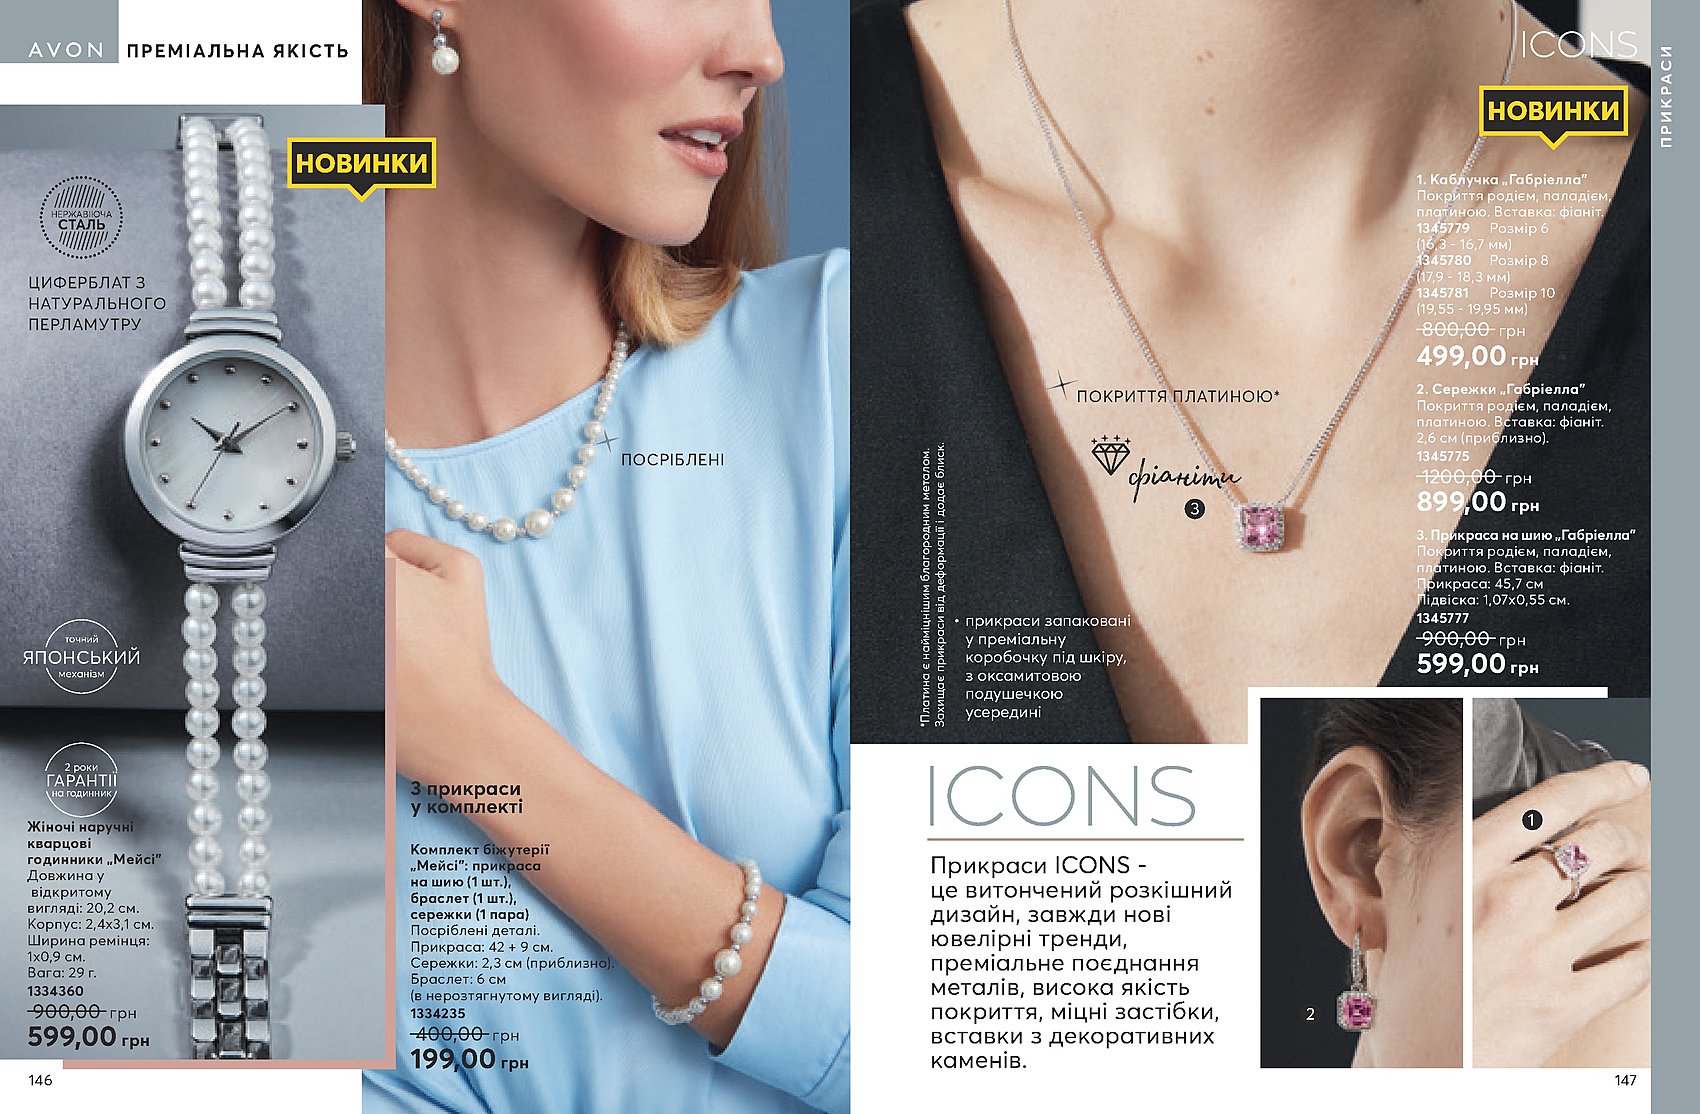 AVON ПРЕМІАЛЬНА ЯКІСТЬ
НОВИНКИ
НЕРЖАВІЮЧА
СТАЛЬ
ЦИФЕРБЛАТ З
НАТУРАЛЬНОГО
ПЕРЛАМУТРУ
точний
ЯПОНСЬКИЙ
механізм
2 роки
ГАРАНТІЇ
на годинник
Жіночі наручні
кварцові
годинники „Мейсі”
Довжина у
відкритому
вигляді: 20,2 см.
Корпус: 2,4х3,1 см.
Ширина ремінця:
1х0,9 см.
Вага: 29 г.
1334360
900,00 грн
599,00 грн
146
ПОСРІБЛЕНІ
3 прикраси
у комплекті
Комплект біжутерії
„Мейсі”: прикраса
на шию (1 шт.),
браслет (1 шт.),
сережки (1 пара)
Посріблені деталі.
Прикраса: 42 + 9 см.
Сережки: 2,3 см (приблизно).
Браслет: 6 см
(в нерозтягнутому вигляді).
1334235
400,00 грн
199,00 грн
ICONS
ПРИКРАСИ
НОВИНКИ
1. Каблучка „Габріелла”
Покриття родієм, паладієм,
платиною. Вставка: фіаніт.
1345779 Розмір 6
(16,3 - 16,7 мм)
1345780 Розмір 8
(17,9 - 18,3 мм)
1345781 Розмір 10
(19,55 - 19,95 мм)
800,00 грн
499,00 грн
2. Сережки „Габріелла”
Покриття родієм, паладієм,
платиною. Вставка: фіаніт.
2,6 см (приблизно).
1345775
1200,00 грн
899,00 грн
3. Прикраса на шию „Габріелла”
Покриття родієм, паладієм,
платиною. Вставка: фіаніт.
Прикраса: 45,7 см
Підвіска: 1,07х0,55 см.
1345777
900,00 грн
599,00 грн
ПОКРИТТЯ ПЛАТИНОЮ*
фіаніти
3
*Платина є найміцнішим благородним металом.
Захищає прикраси від деформації і додає блиск.
• прикраси запаковані
у преміальну
коробочку під шкіру,
з оксамитовою
подушечкою
усередині
ICONS
Прикраси ICONS -
це витончений розкішний
дизайн, завжди нові
ювелірні тренди,
преміальне поєднання
металів, висока якість
покриття, міцні застібки,
вставки з декоративних
каменів.
2
1
147